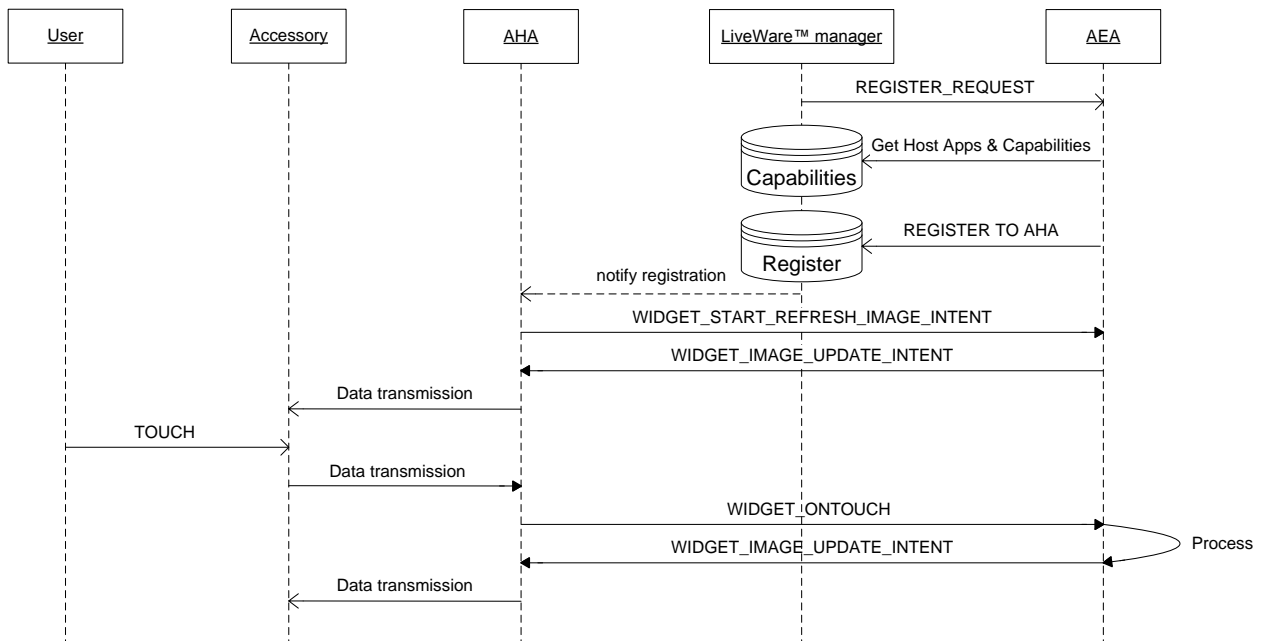 User
Accessory
AHA
LiveWare™ manager
AEA
REGISTER_REQUEST
Get Host Apps & Capabilities
Capabilities
REGISTER TO AHA
Register
notify registration
WIDGET_START_REFRESH_IMAGE_INTENT
WIDGET_IMAGE_UPDATE_INTENT
Data transmission
TOUCH
Data transmission
WIDGET_ONTOUCH
Process
WIDGET_IMAGE_UPDATE_INTENT
Data transmission